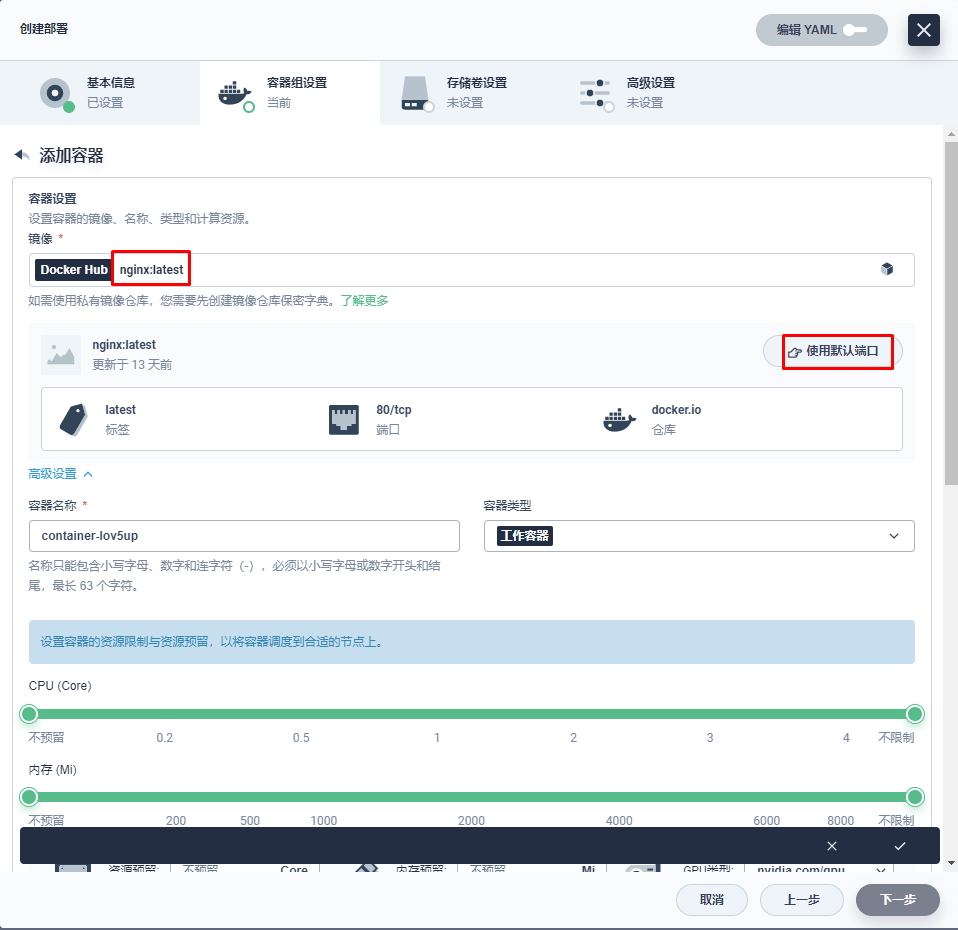 创建部署
编辑 YAML
基本信息
已设置
容器组设置
当前
存储卷设置
未设置
高级设置
未设置
添加容器
容器设置
设置容器的镜像、名称、类型和计算资源。
镜像 *
Docker Hub nginx:latest
如需使用私有镜像仓库，您需要先创建镜像仓库保密字典。了解更多
nginx:latest
更新于 13 天前
使用默认端口
latest
标签
80/tcp
端口
docker.io
仓库
高级设置
容器名称 *
container-lov5up
名称只能包含小写字母、数字和连字符（-），必须以小写字母或数字开头和结
尾，最长 63 个字符。
容器类型
工作容器
设置容器的资源限制与资源预留，以将容器调度到合适的节点上。
CPU (Core)
不预留 0.2 0.5 1 2 3 4 不限制
内存 (Mi)
不预留 200 500 1000 2000 4000 6000 8000 不限制
资源预留: 不预留 Core 内存预留: 不预留 Mi GPU类型: nvidia.com/gpu
取消 上一步 下一步